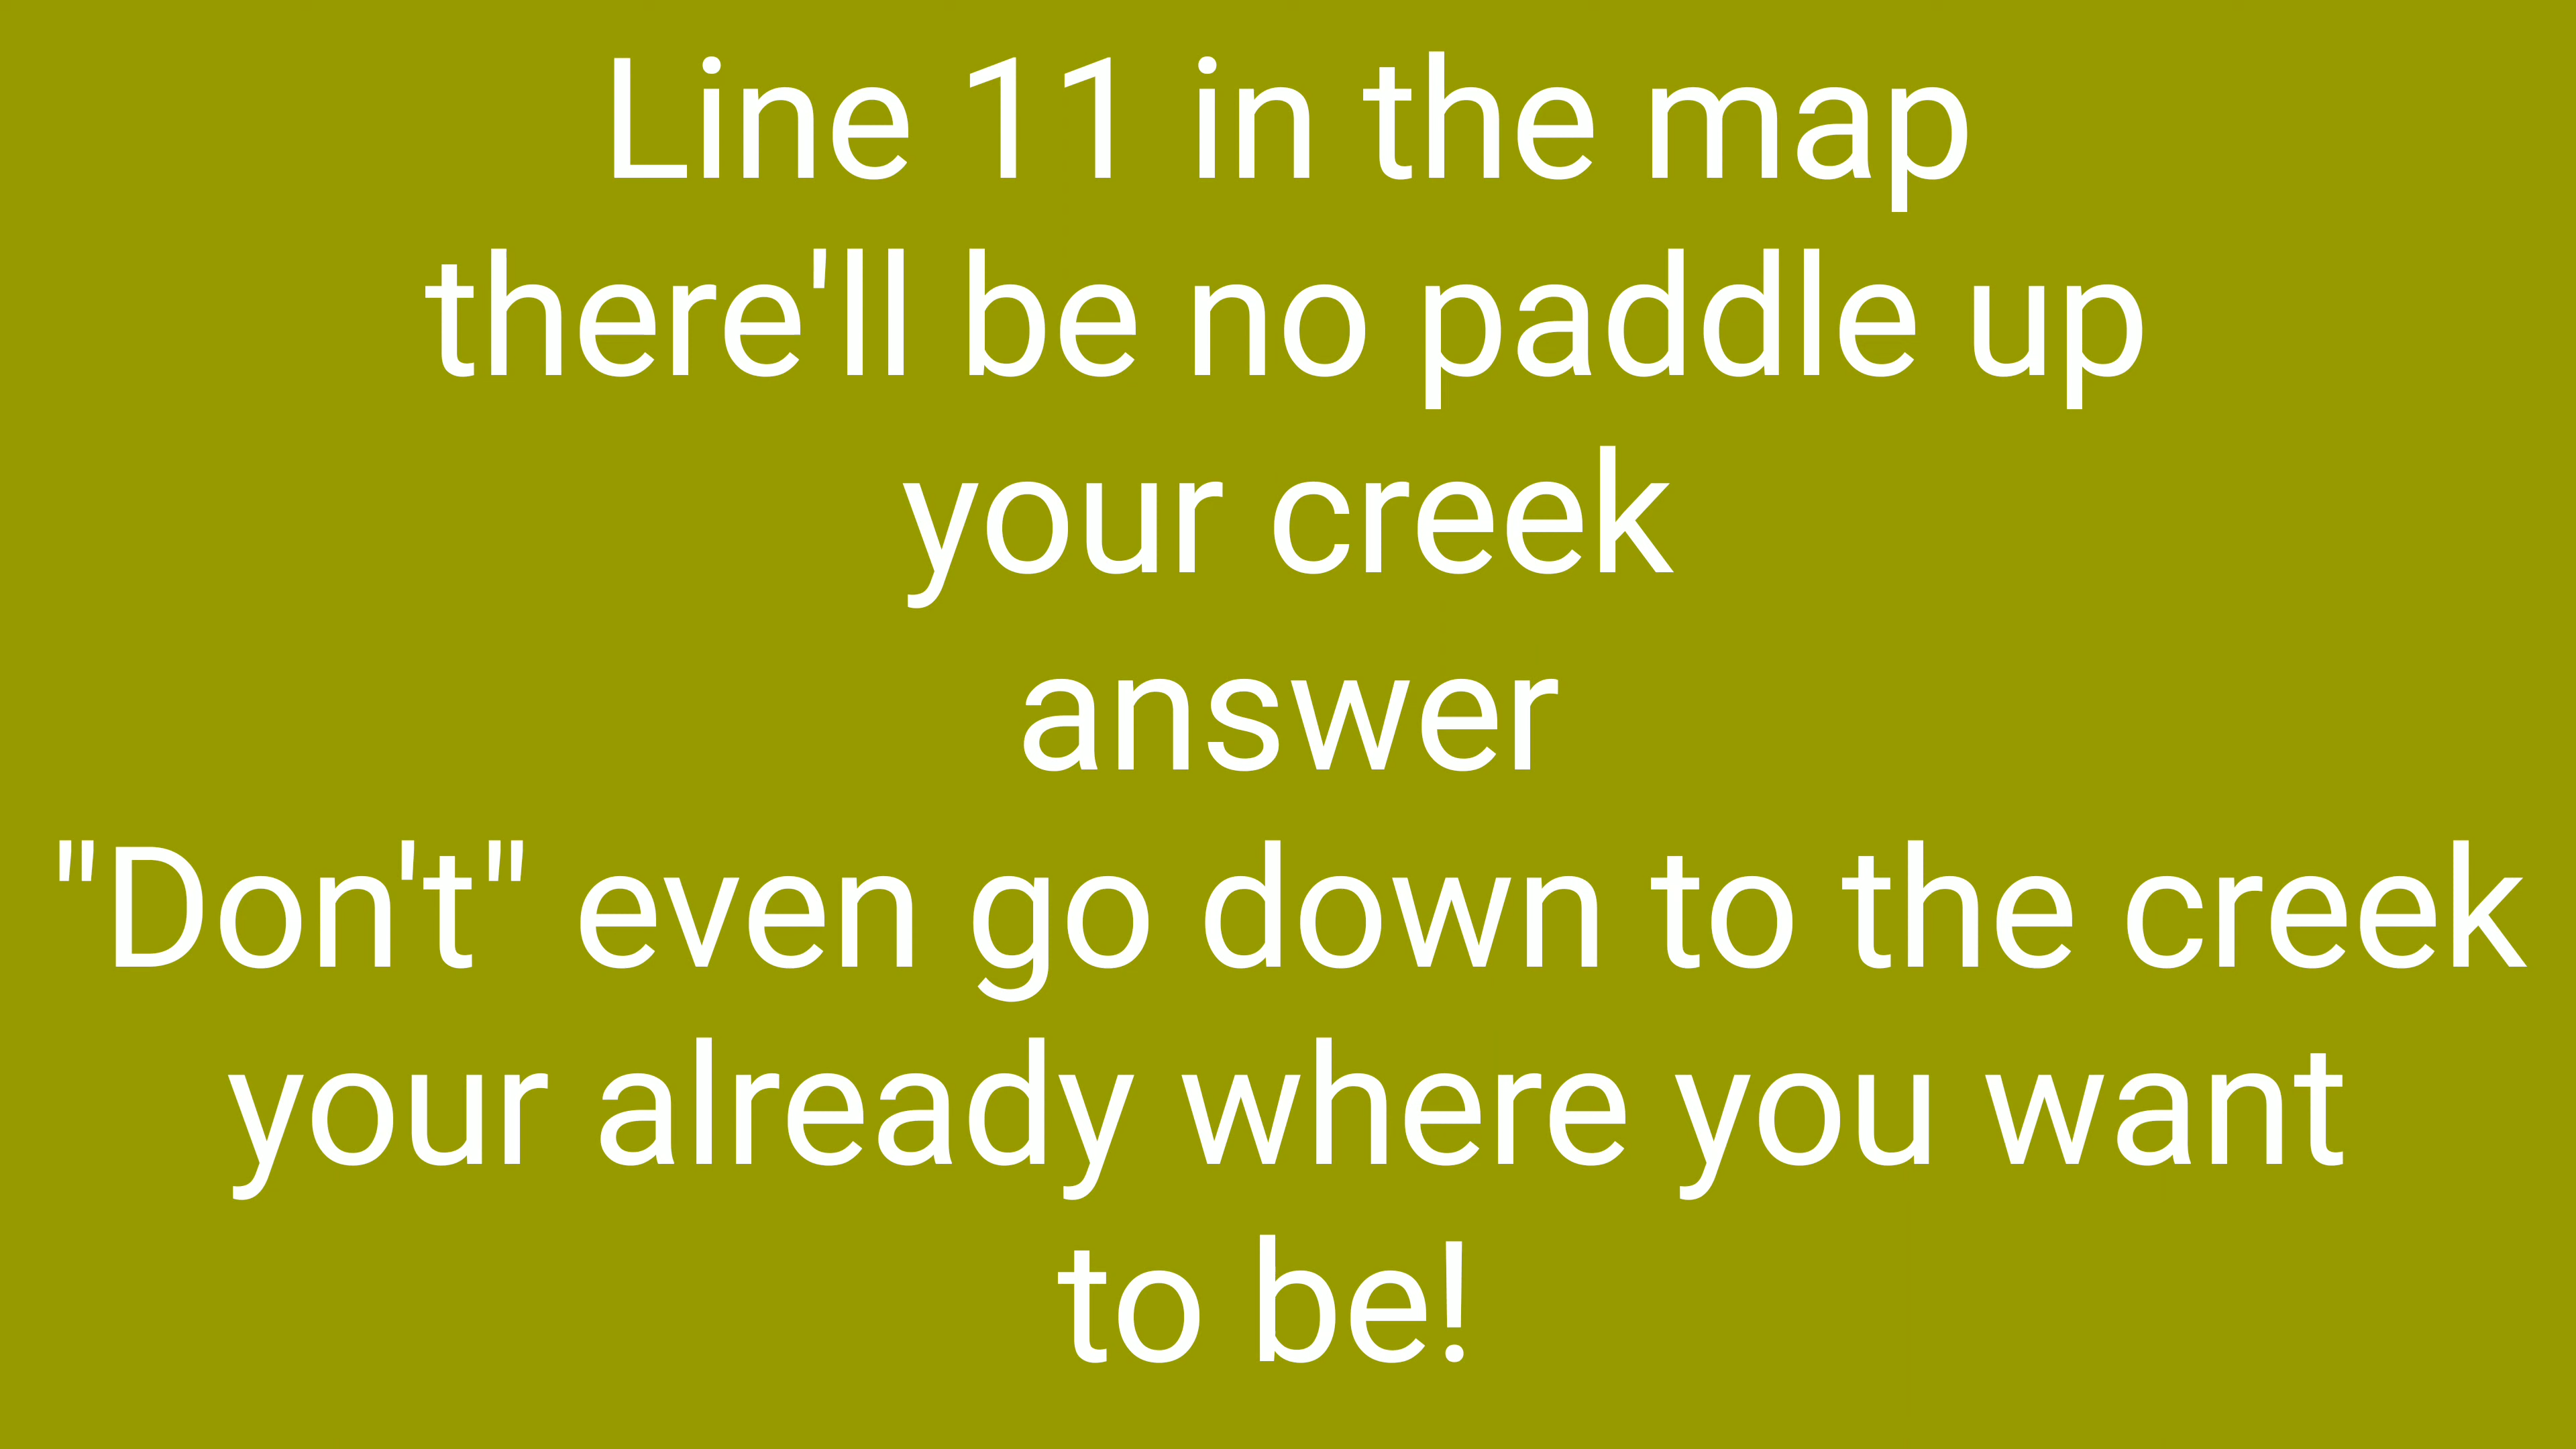 Line 11 in the map
there'll be no paddle up
your creek
answer
"Don't" even go down to the creek
your already where you want
to be!